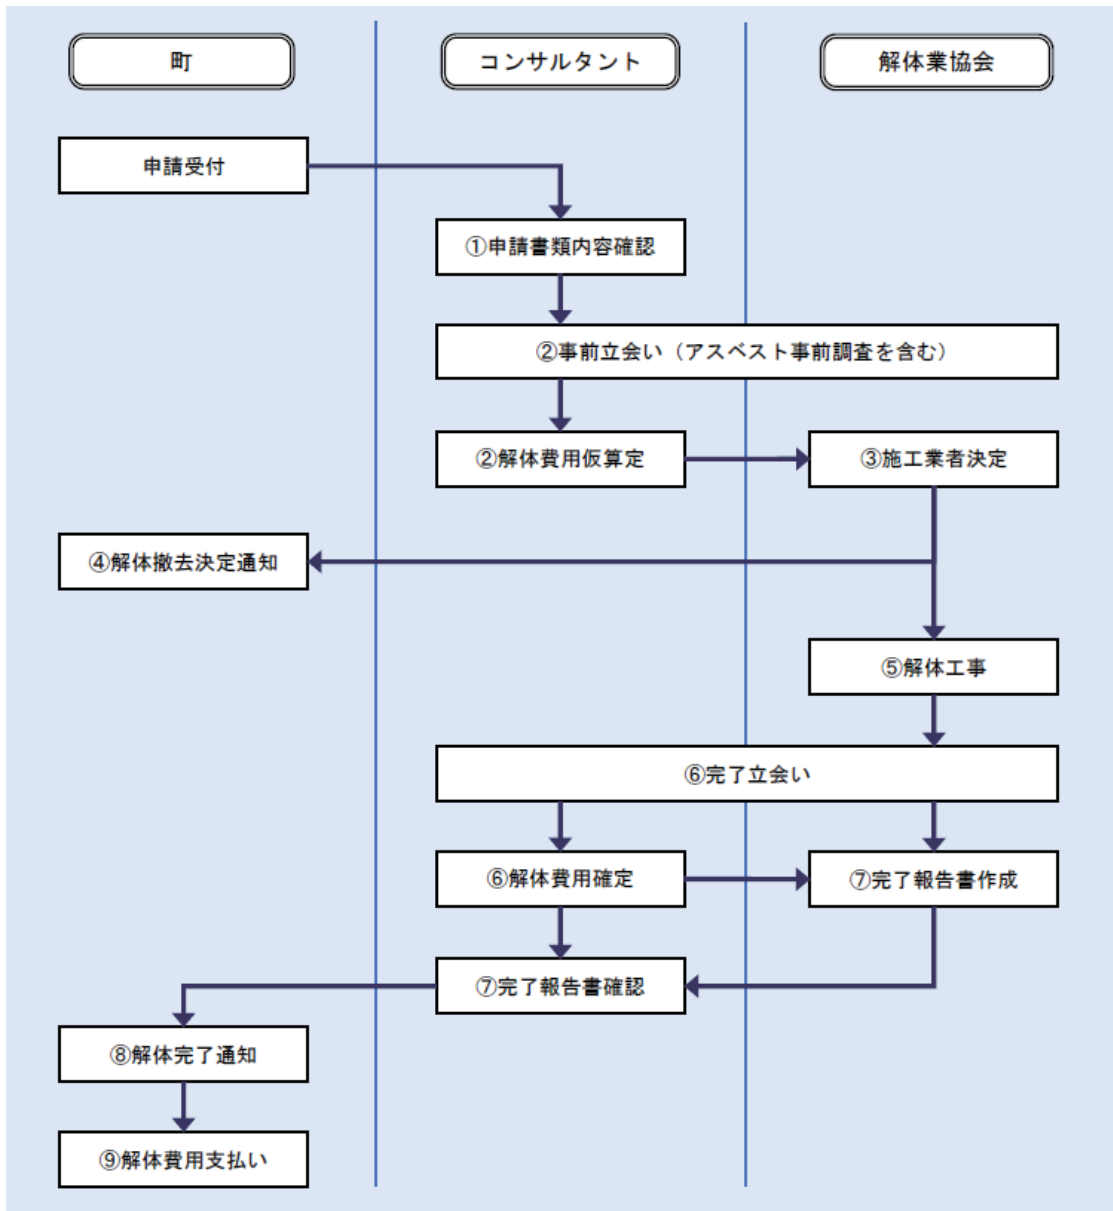 町
コンサルタント
解体業協会
申請受付
①申請書類内容確認
②事前立会い（アスベスト事前調査を含む）
②解体費用仮算定
③施工業者決定
④解体撤去決定通知
⑤解体工事
⑥完了立会い
⑥解体費用確定
⑦完了報告書作成
⑦完了報告書確認
⑧解体完了通知
⑨解体費用支払い